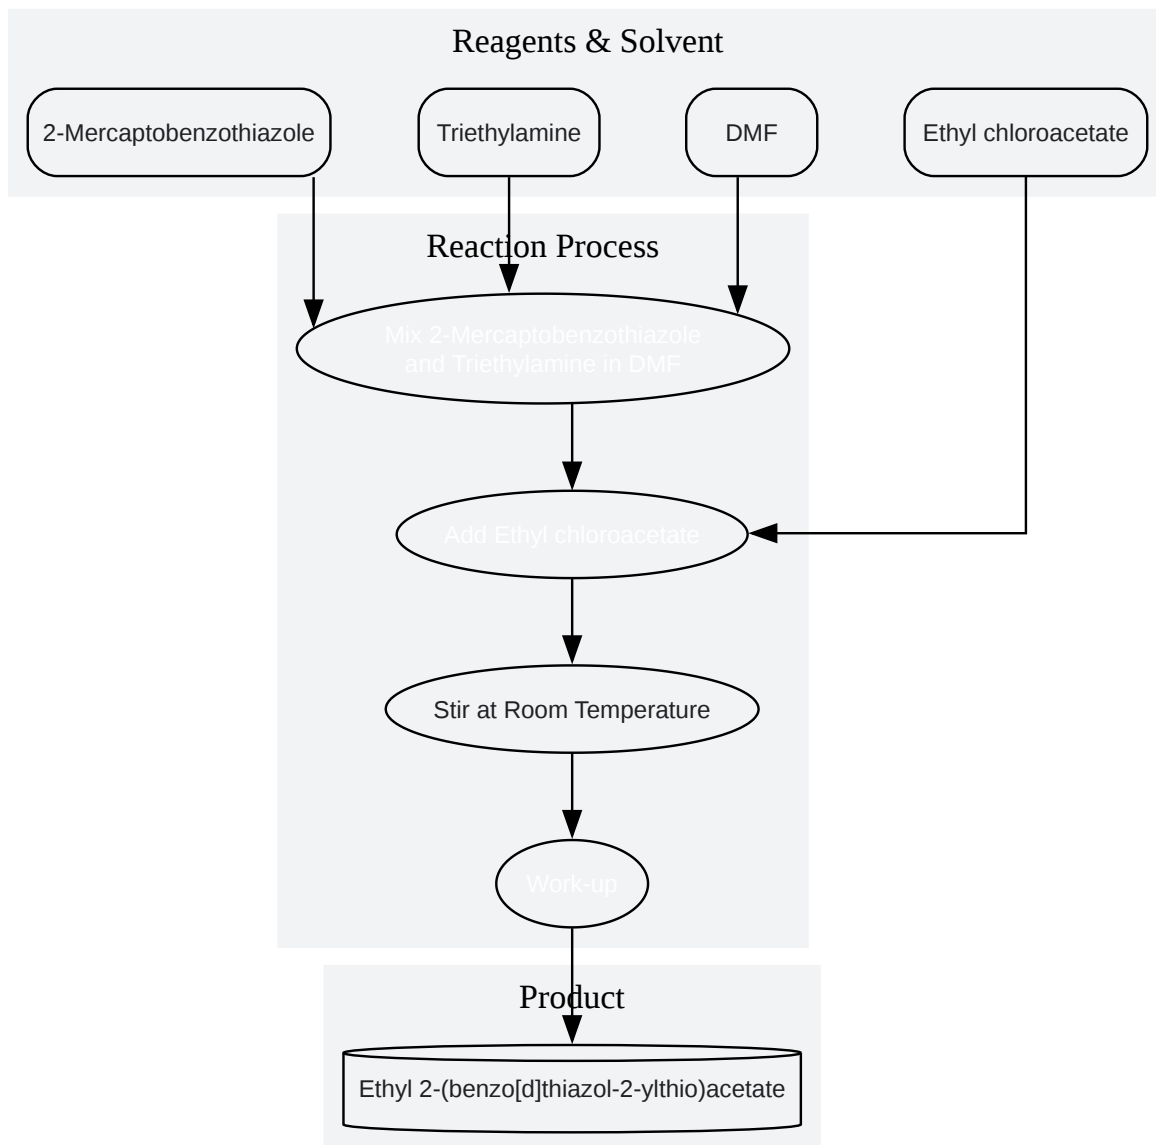 Reagents & Solvent
2-Mercaptobenzothiazole
Triethylamine
DMF
Ethyl chloroacetate
Reaction Process
Mix 2-Mercaptobenzothiazole
and Triethylamine in DMF
Add Ethyl chloroacetate
Stir at Room Temperature
Work-up
Product
Ethyl 2-(benzo[d]thiazol-2-ylthio)acetate